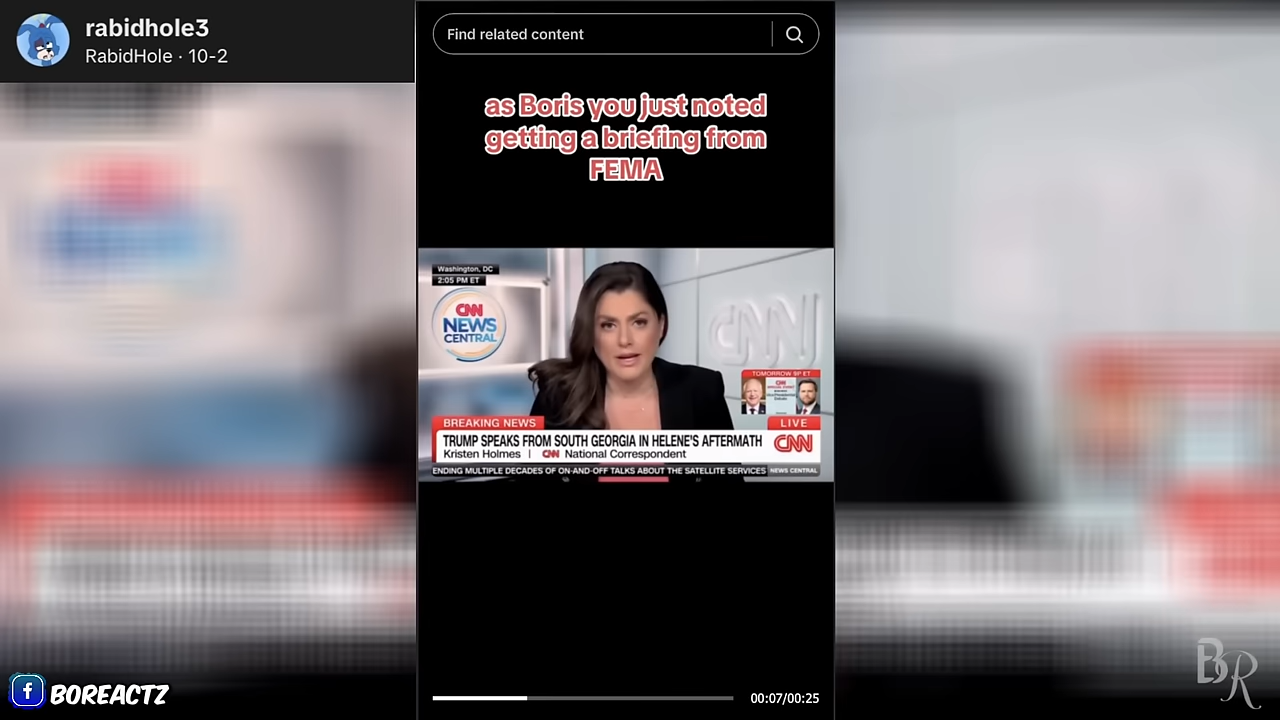 rabidhole3
RabidHole · 10-2
Find related content
as Boris you just noted
getting a briefing from
FEMA
Washington, DC
2:05 PM ET
CNN
NEWS
CENTRAL
CNN
TOMORROW 9P ET
BREAKING NEWS
LIVE
TRUMP SPEAKS FROM SOUTH GEORGIA IN HELENE'S AFTERMATH
CNN
Kristen Holmes | CNN National Correspondent
ENDING MULTIPLE DECADES OF ON-AND-OFF TALKS ABOUT THE SATELLITE SERVICES
NEWS CENTRAL
00:07/00:25
f BOREACTZ
BR